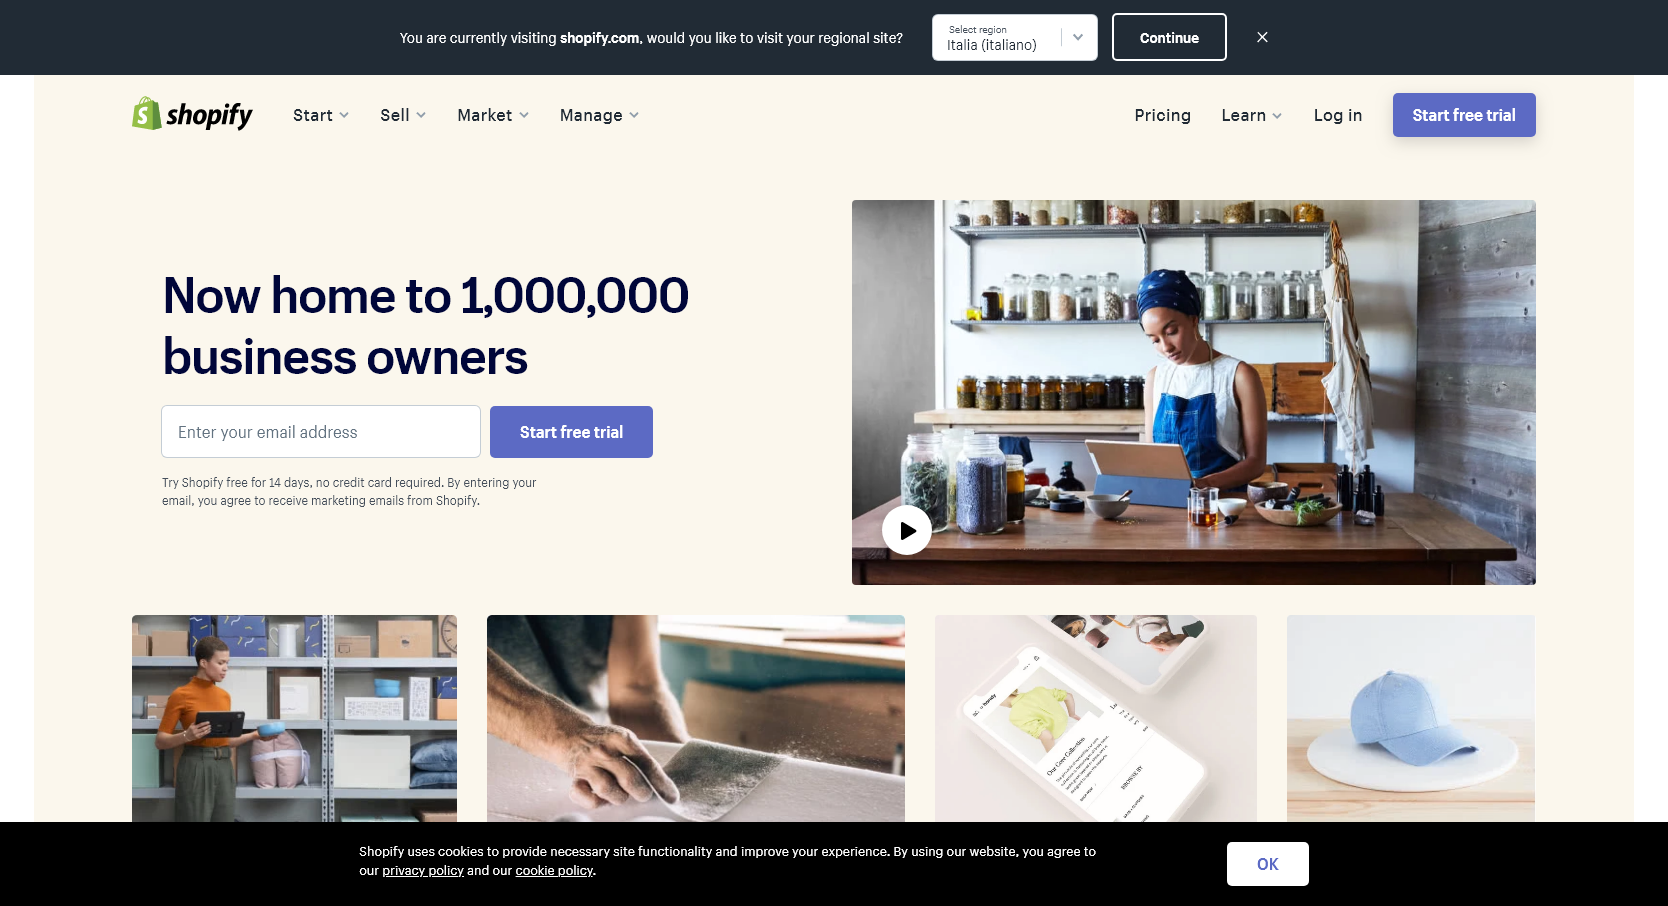 You are currently visiting shopify.com, would you like to visit your regional site?
Select region
Italia (italiano)
Continue
shopify
Start
Sell
Market
Manage
Pricing
Learn
Log in
Start free trial
Now home to 1,000,000
business owners
Enter your email address
Start free trial
Try Shopify free for 14 days, no credit card required. By entering your
email, you agree to receive marketing emails from Shopify.
Our Core Collection
BROWSE BY
Shopify uses cookies to provide necessary site functionality and improve your experience. By using our website, you agree to
our privacy policy and our cookie policy.
OK